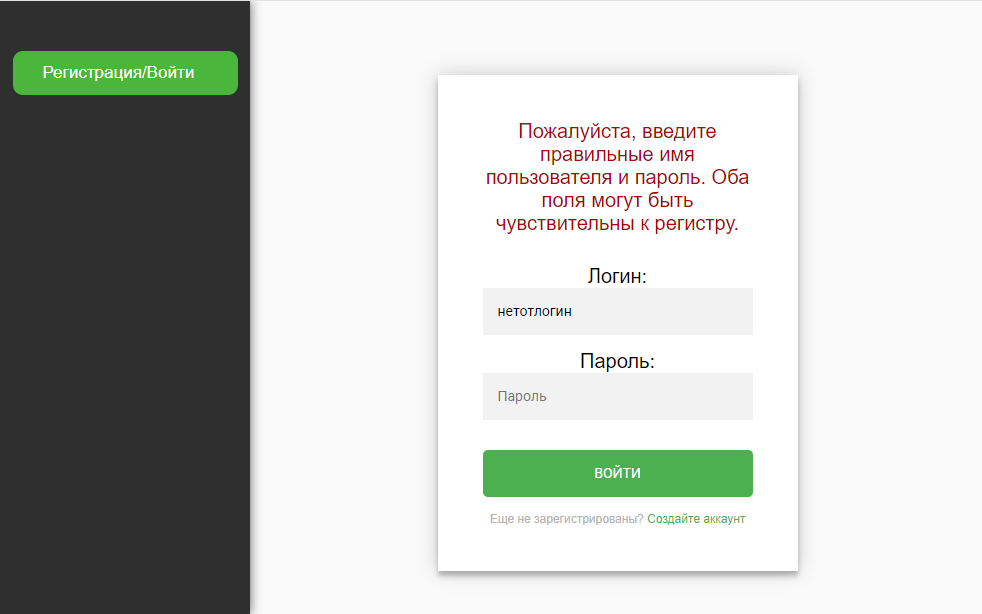 Регистрация/Войти
Пожалуйста, введите
правильные имя
пользователя и пароль. Оба
поля могут быть
чувствительны к регистру.
Логин:
нетотлогин
Пароль:
Пароль
ВОЙТИ
Еще не зарегистрированы? Создайте аккаунт